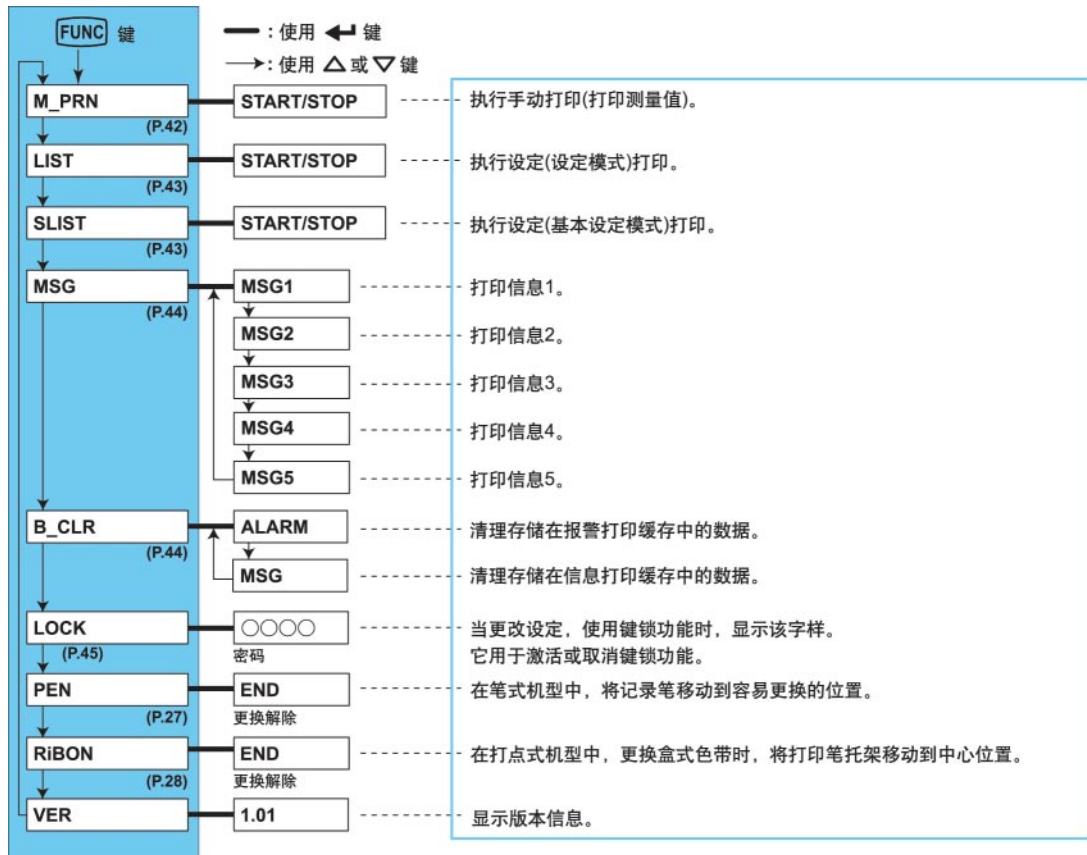 FUNC 键
: 使用 键
: 使用 △ 或 ▽ 键
M_PRN START/STOP 执行手动打印(打印测量值)。
(P.42)
LIST START/STOP 执行设定(设定模式)打印。
(P.43)
SLIST START/STOP 执行设定(基本设定模式)打印。
(P.43)
MSG MSG1 打印信息1。
(P.44)
MSG2 打印信息2。
MSG3 打印信息3。
MSG4 打印信息4。
MSG5 打印信息5。
B_CLR ALARM 清理存储在报警打印缓存中的数据。
(P.44)
MSG 清理存储在信息打印缓存中的数据。
LOCK ○○○○ 当更改设定，使用键锁功能时，显示该字样。
(P.45) 密码 它用于激活或取消键锁功能。
PEN END 在笔式机型中，将记录笔移动到容易更换的位置。
(P.27) 更换解除
RiBON END 在打点式机型中，更换盒式色带时，将打印笔托架移动到中心位置。
(P.28) 更换解除
VER 1.01 显示版本信息。